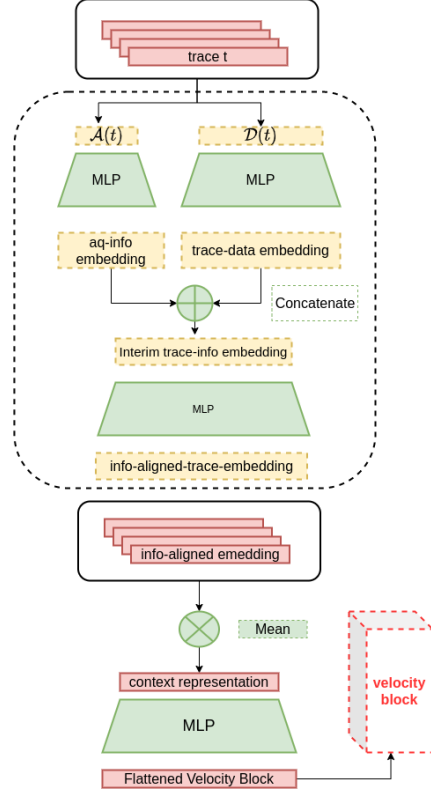 trace t
𝒜(t)
𝒟(t)
MLP
MLP
aq-info
embedding
trace-data embedding
Concatenate
Interim trace-info embedding
MLP
info-aligned-trace-embedding
info-aligned emedding
Mean
context representation
velocity
block
MLP
Flattened Velocity Block